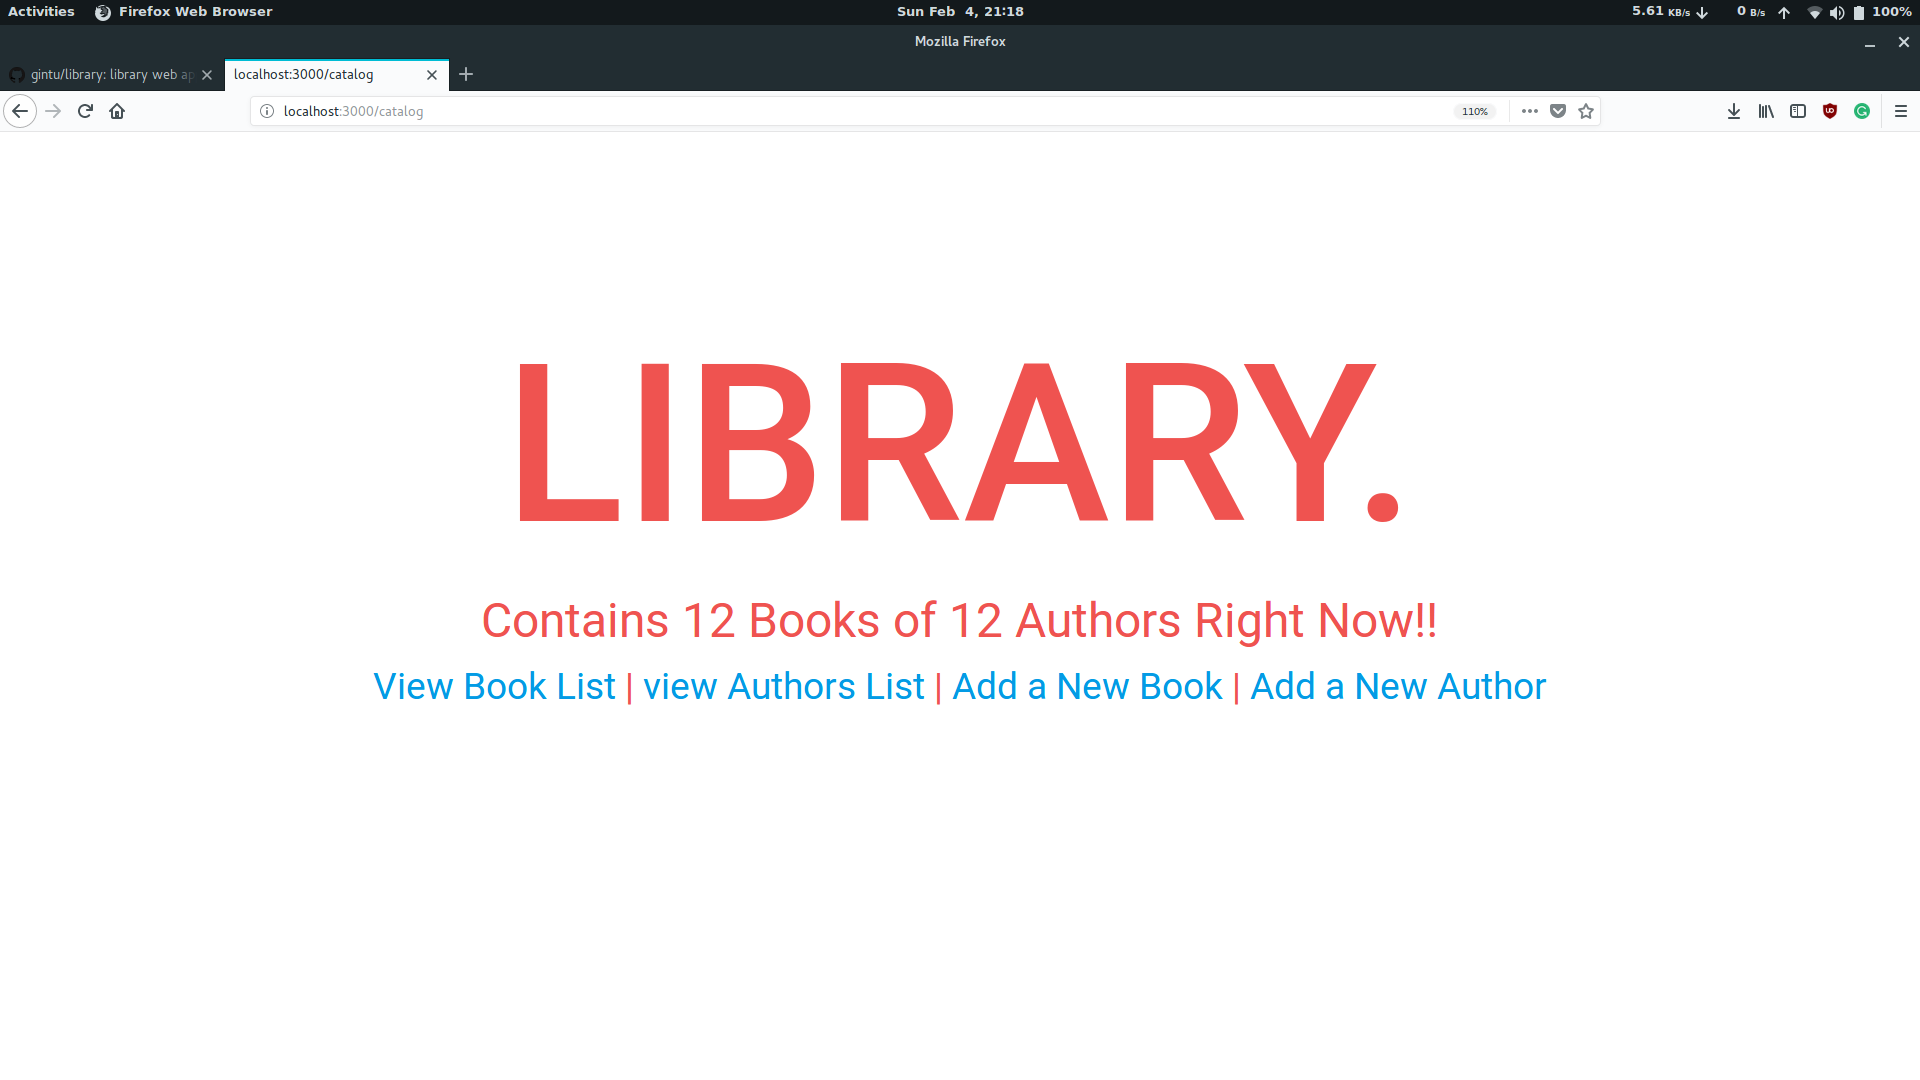 Activities Firefox Web Browser Sun Feb 4, 21:18 5.61 KB/s 0 B/s 100%
Mozilla Firefox
gintu/library: library web ap localhost:3000/catalog
localhost:3000/catalog 110%
LIBRARY.
Contains 12 Books of 12 Authors Right Now!!
View Book List | view Authors List | Add a New Book | Add a New Author